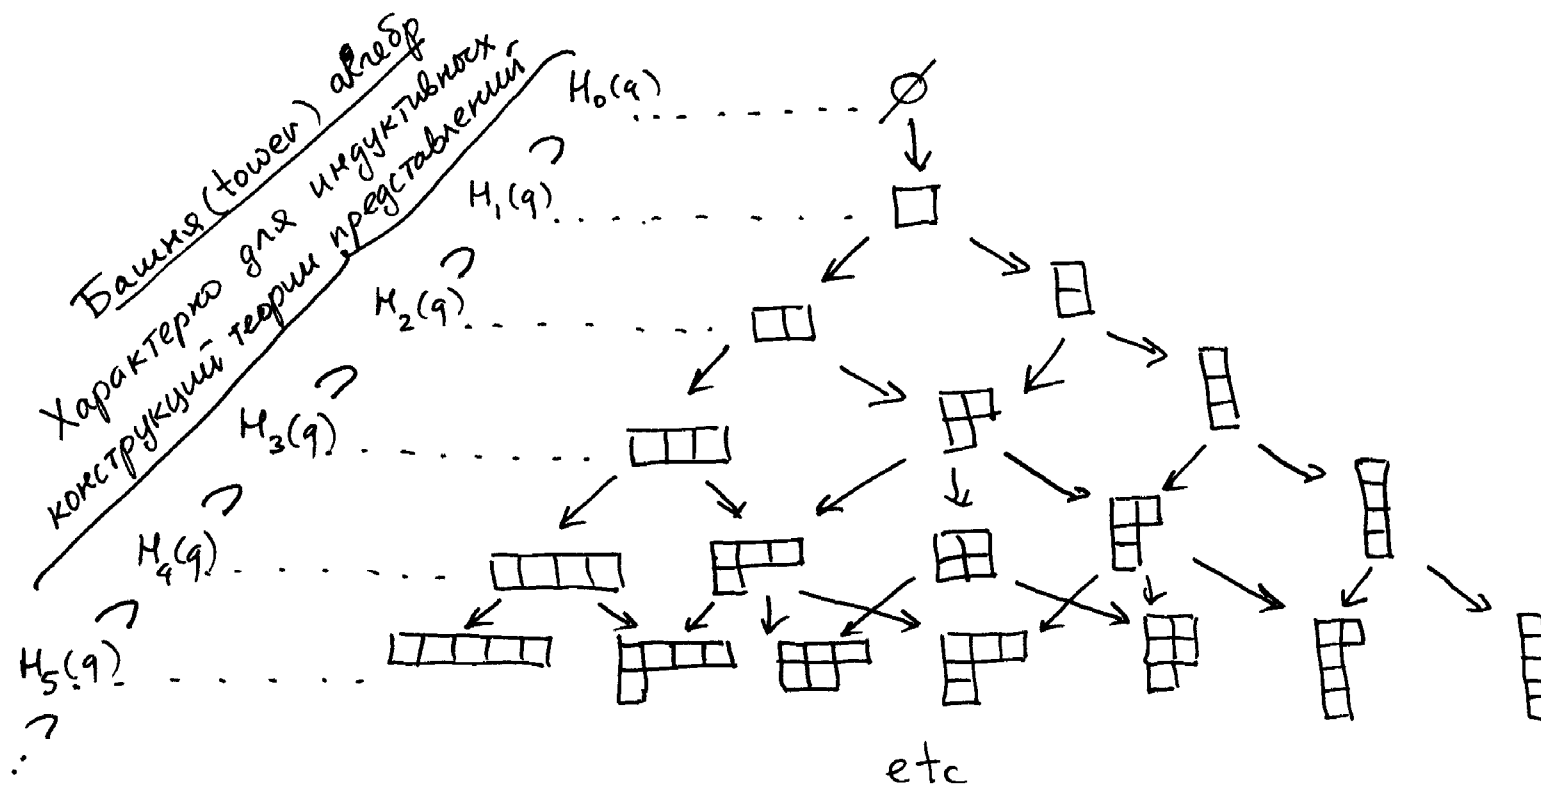 Башня (tower) алгебр
Характерно для индуктивных
конструкций теории представлений
H₀(q)
H₁(q)
H₂(q)
H₃(q)
H₄(q)
H₅(q)
∅
etc